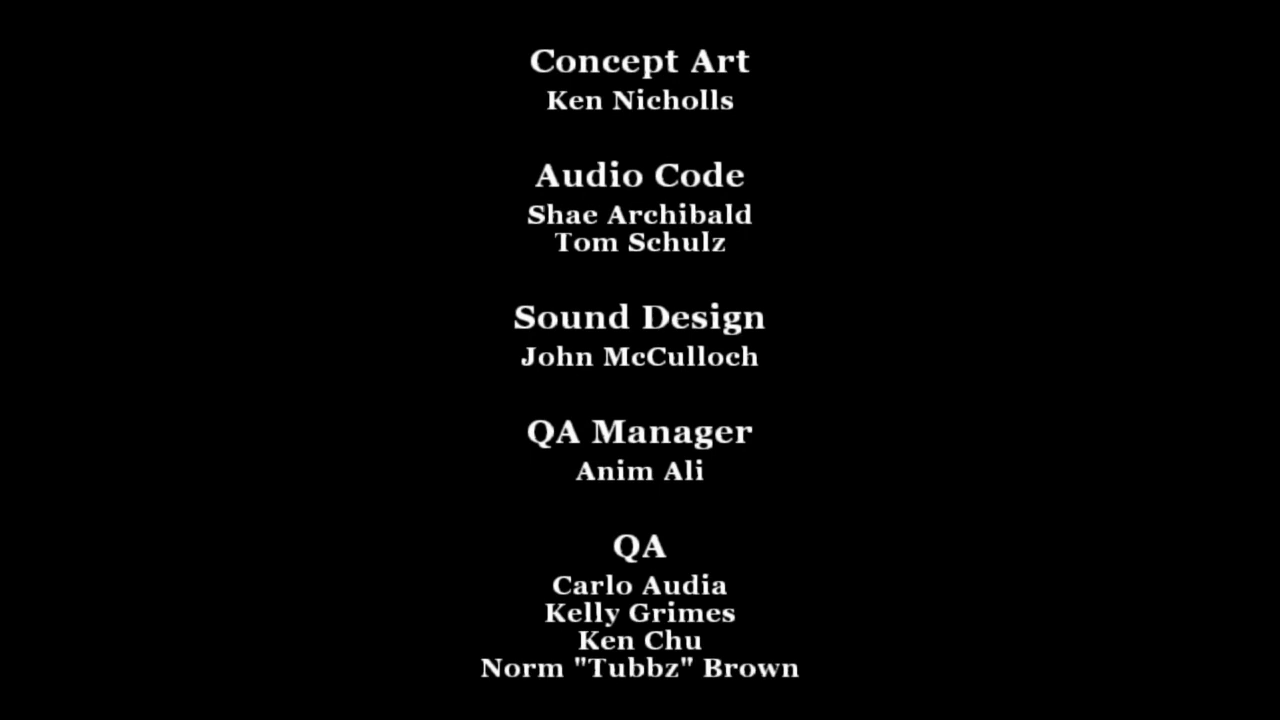 Concept Art
Ken Nicholls
Audio Code
Shae Archibald
Tom Schulz
Sound Design
John McCulloch
QA Manager
Anim Ali
QA
Carlo Audia
Kelly Grimes
Ken Chu
Norm "Tubbz" Brown